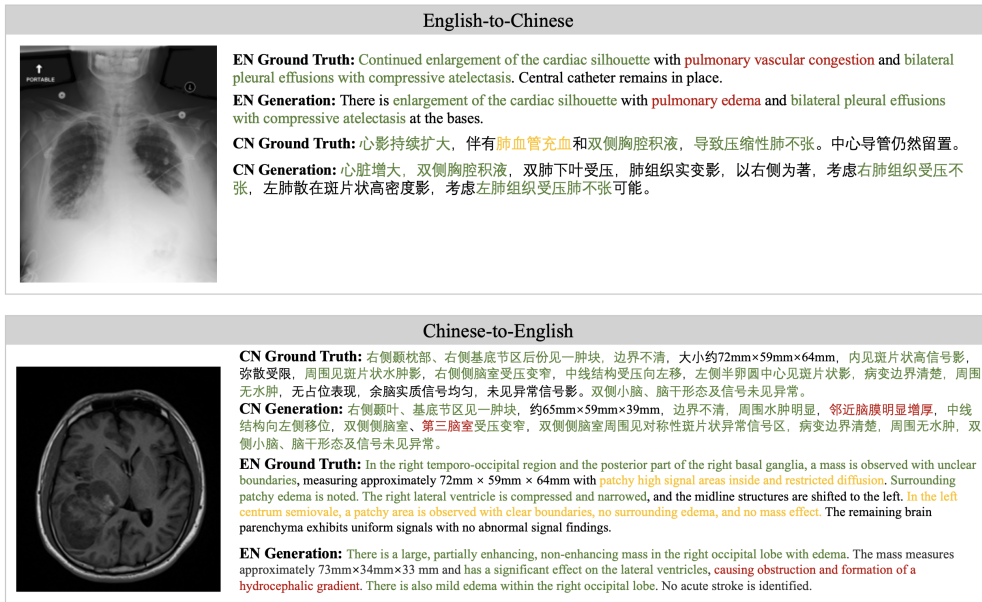 English-to-Chinese
PORTABLE
L
EN Ground Truth: Continued enlargement of the cardiac silhouette with pulmonary vascular congestion and bilateral
pleural effusions with compressive atelectasis. Central catheter remains in place.
EN Generation: There is enlargement of the cardiac silhouette with pulmonary edema and bilateral pleural effusions
with compressive atelectasis at the bases.
CN Ground Truth: 心影持续扩大，伴有肺血管充血和双侧胸腔积液，导致压缩性肺不张。中心导管仍然留置。
CN Generation: 心脏增大，双侧胸腔积液，双肺下叶受压，肺组织实变影，以右侧为著，考虑右肺组织受压不
张，左肺散在斑片状高密度影，考虑左肺组织受压肺不张可能。
Chinese-to-English
CN Ground Truth: 右侧颞枕部、右侧基底节区后份见一肿块，边界不清，大小约72mm×59mm×64mm，内见斑片状高信号影，
弥散受限，周围见斑片状水肿影，右侧侧脑室受压变窄，中线结构受压向左移，左侧半卵圆中心见斑片状影，病变边界清楚，周围
无水肿，无占位表现，余脑实质信号均匀，未见异常信号影。双侧小脑、脑干形态及信号未见异常。
CN Generation: 右侧颞叶、基底节区见一肿块，约65mm×59mm×39mm，边界不清，周围水肿明显，邻近脑膜明显增厚，中线
结构向左侧移位，双侧侧脑室、第三脑室受压变窄，双侧侧脑室周围见对称性斑片状异常信号区，病变边界清楚，周围无水肿，双
侧小脑、脑干形态及信号未见异常。
EN Ground Truth: In the right temporo-occipital region and the posterior part of the right basal ganglia, a mass is observed with unclear
boundaries, measuring approximately 72mm × 59mm × 64mm with patchy high signal areas inside and restricted diffusion. Surrounding
patchy edema is noted. The right lateral ventricle is compressed and narrowed, and the midline structures are shifted to the left. In the left
centrum semiovale, a patchy area is observed with clear boundaries, no surrounding edema, and no mass effect. The remaining brain
parenchyma exhibits uniform signals with no abnormal signal findings.
EN Generation: There is a large, partially enhancing, non-enhancing mass in the right occipital lobe with edema. The mass measures
approximately 73mm×34mm×33 mm and has a significant effect on the lateral ventricles, causing obstruction and formation of a
hydrocephalic gradient. There is also mild edema within the right occipital lobe. No acute stroke is identified.